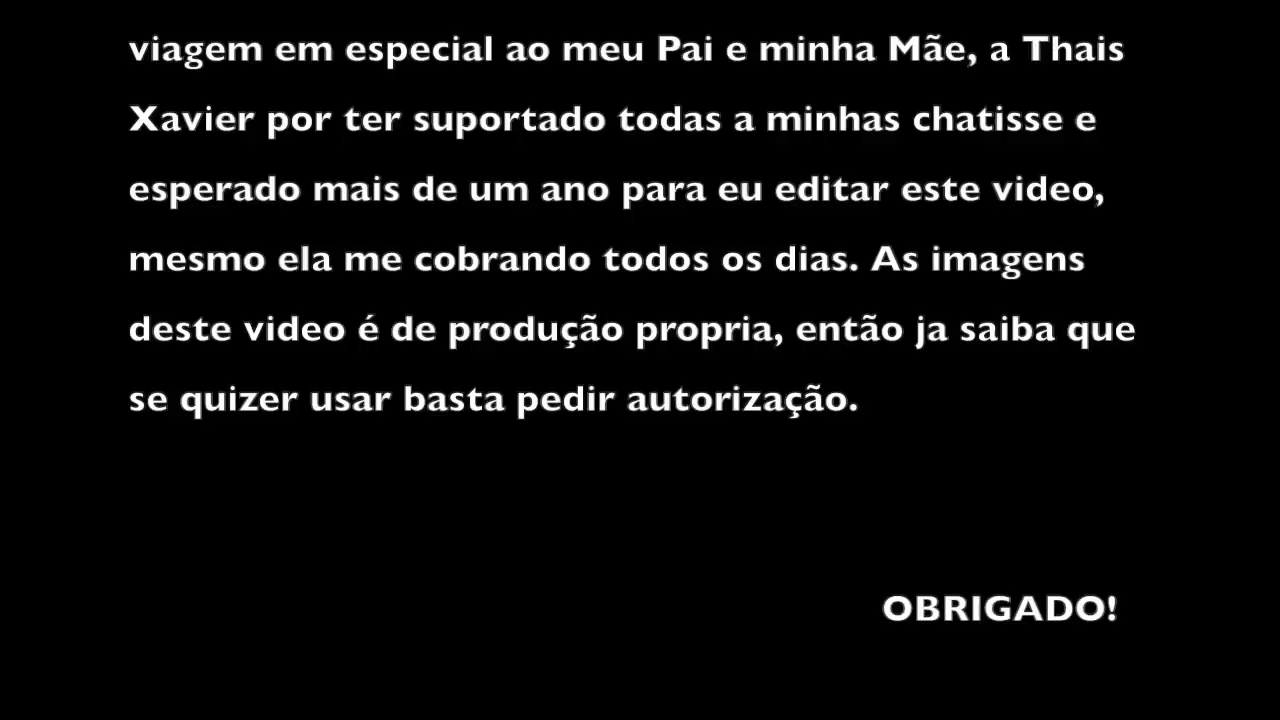 viagem em especial ao meu Pai e minha Mãe, a Thais
Xavier por ter suportado todas a minhas chatisse e
esperado mais de um ano para eu editar este video,
mesmo ela me cobrando todos os dias. As imagens
deste video é de produção propria, então ja saiba que
se quizer usar basta pedir autorização.
OBRIGADO!